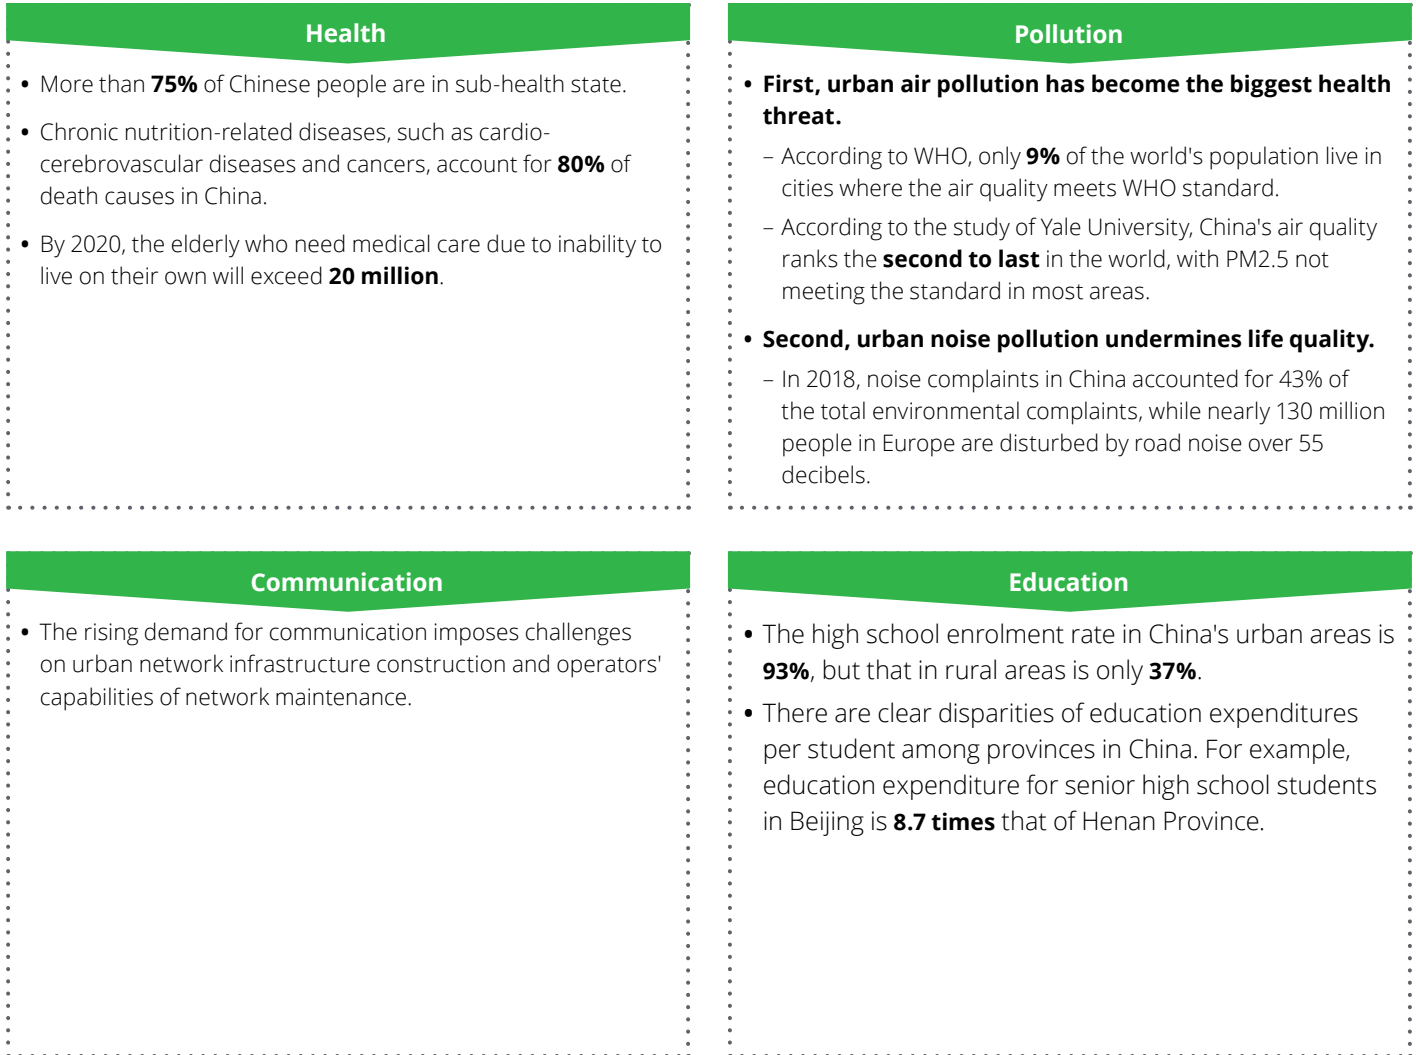 Health
• More than 75% of Chinese people are in sub-health state.
• Chronic nutrition-related diseases, such as cardio-
cerebrovascular diseases and cancers, account for 80% of
death causes in China.
• By 2020, the elderly who need medical care due to inability to
live on their own will exceed 20 million.
Pollution
• First, urban air pollution has become the biggest health
threat.
– According to WHO, only 9% of the world's population live in
cities where the air quality meets WHO standard.
– According to the study of Yale University, China's air quality
ranks the second to last in the world, with PM2.5 not
meeting the standard in most areas.
• Second, urban noise pollution undermines life quality.
– In 2018, noise complaints in China accounted for 43% of
the total environmental complaints, while nearly 130 million
people in Europe are disturbed by road noise over 55
decibels.
Communication
• The rising demand for communication imposes challenges
on urban network infrastructure construction and operators'
capabilities of network maintenance.
Education
• The high school enrolment rate in China's urban areas is
93%, but that in rural areas is only 37%.
• There are clear disparities of education expenditures
per student among provinces in China. For example,
education expenditure for senior high school students
in Beijing is 8.7 times that of Henan Province.